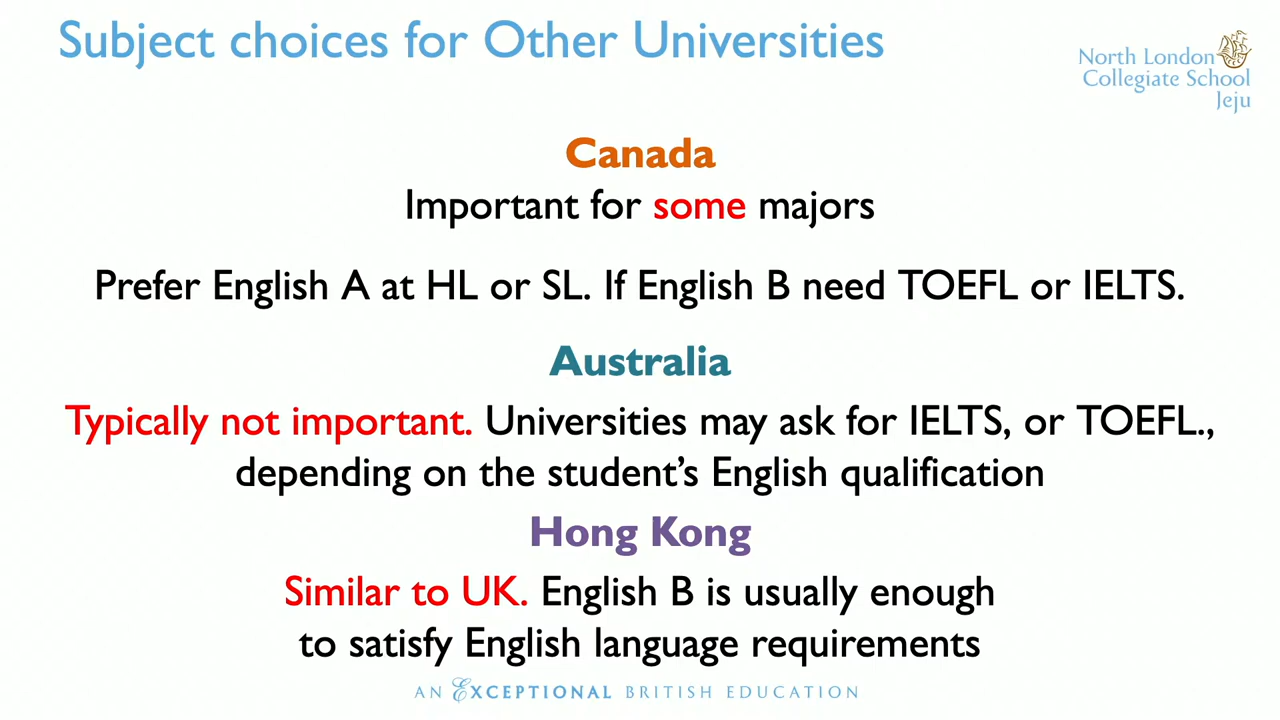 Subject choices for Other Universities
North London
Collegiate School
Jeju
Canada
Important for some majors
Prefer English A at HL or SL. If English B need TOEFL or IELTS.
Australia
Typically not important. Universities may ask for IELTS, or TOEFL.,
depending on the student’s English qualification
Hong Kong
Similar to UK. English B is usually enough
to satisfy English language requirements
AN EXCEPTIONAL BRITISH EDUCATION